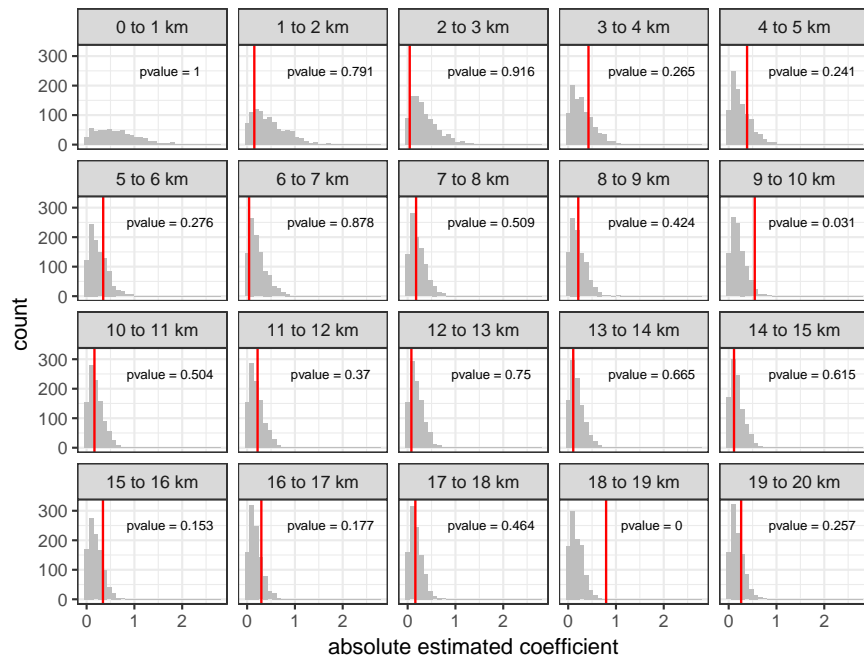 0 to 1 km 1 to 2 km 2 to 3 km 3 to 4 km 4 to 5 km
300
200
100
0
pvalue = 1 pvalue = 0.791 pvalue = 0.916 pvalue = 0.265 pvalue = 0.241
5 to 6 km 6 to 7 km 7 to 8 km 8 to 9 km 9 to 10 km
300
200
100
0
pvalue = 0.276 pvalue = 0.878 pvalue = 0.509 pvalue = 0.424 pvalue = 0.031
count
10 to 11 km 11 to 12 km 12 to 13 km 13 to 14 km 14 to 15 km
300
200
100
0
pvalue = 0.504 pvalue = 0.37 pvalue = 0.75 pvalue = 0.665 pvalue = 0.615
15 to 16 km 16 to 17 km 17 to 18 km 18 to 19 km 19 to 20 km
300
200
100
0
pvalue = 0.153 pvalue = 0.177 pvalue = 0.464 pvalue = 0 pvalue = 0.257
0 1 2 0 1 2 0 1 2 0 1 2 0 1 2
absolute estimated coefficient